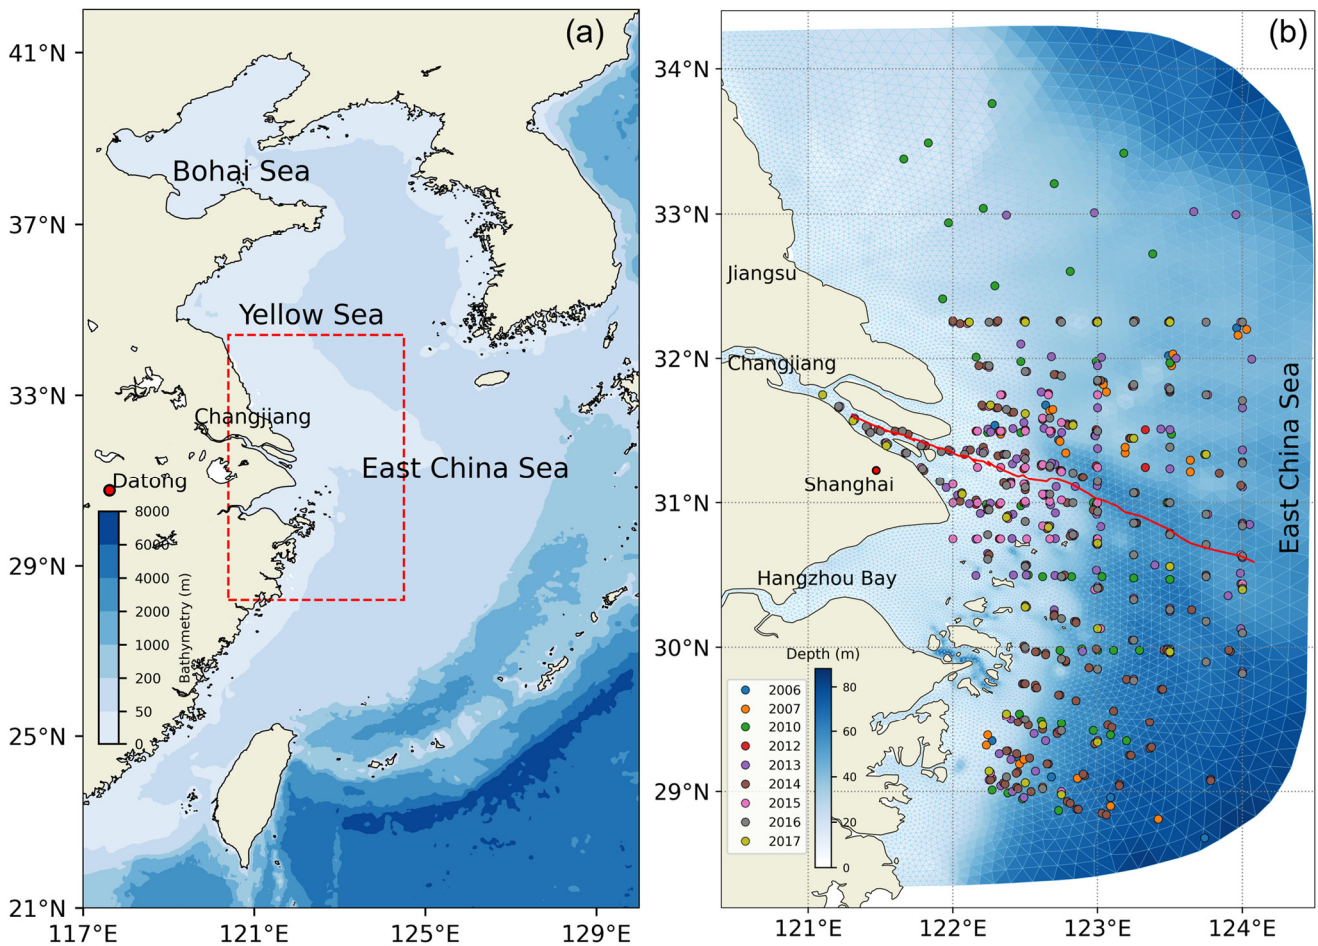 (a)
41°N
37°N
33°N
29°N
25°N
21°N
117°E
121°E
125°E
129°E
Bohai Sea
Yellow Sea
Changjiang
East China Sea
Datong
8000
6000
4000
2000
1000
200
50
0
Bathymetry (m)
(b)
34°N
33°N
32°N
31°N
30°N
29°N
121°E
122°E
123°E
124°E
Jiangsu
Changjiang
Shanghai
Hangzhou Bay
East China Sea
Depth (m)
80
60
40
20
0
2006
2007
2010
2012
2013
2014
2015
2016
2017